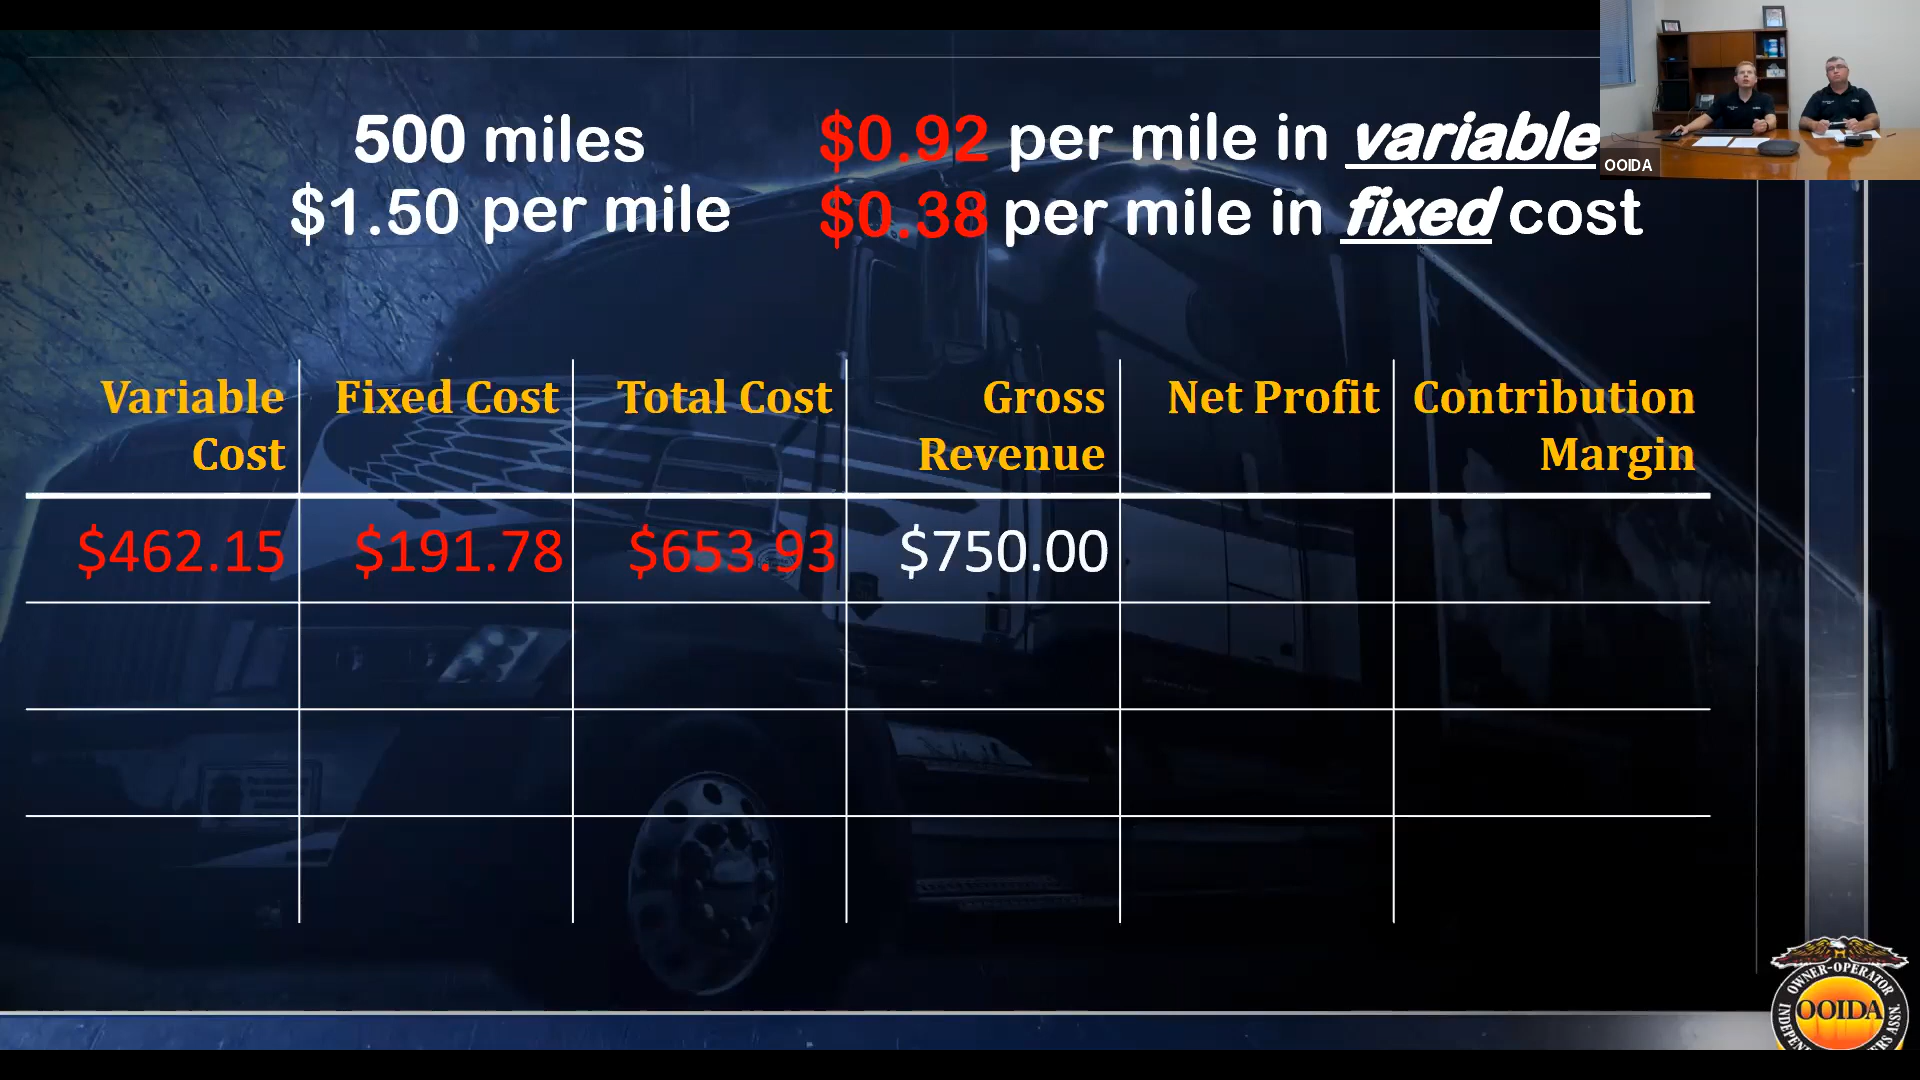 500 miles
$1.50 per mile
$0.92 per mile in variable
$0.38 per mile in fixed cost
OOIDA
Variable Cost
Fixed Cost
Total Cost
Gross Revenue
Net Profit
Contribution Margin
$462.15
$191.78
$653.93
$750.00
OWNER-OPERATOR
OOIDA